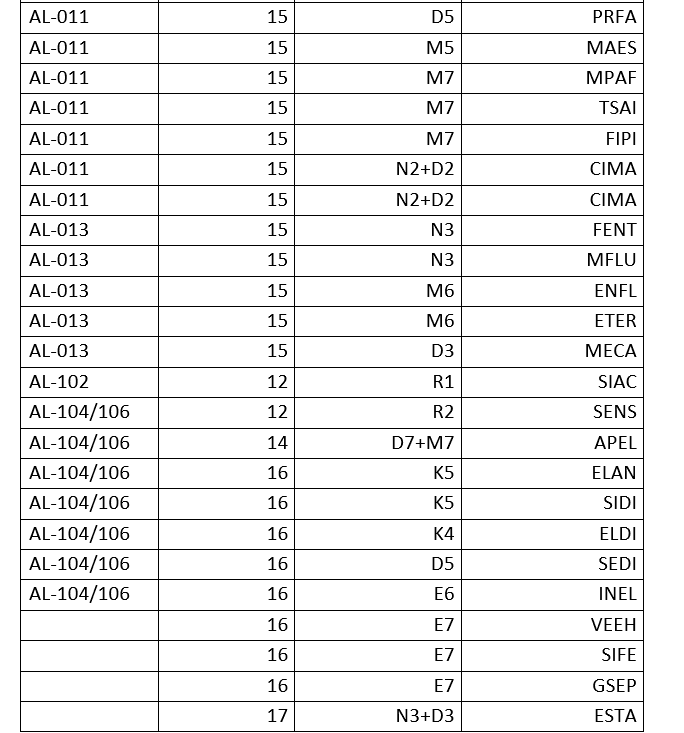 AL-011 15 D5 PRFA
AL-011 15 M5 MAES
AL-011 15 M7 MPAF
AL-011 15 M7 TSAI
AL-011 15 M7 FIPI
AL-011 15 N2+D2 CIMA
AL-011 15 N2+D2 CIMA
AL-013 15 N3 FENT
AL-013 15 N3 MFLU
AL-013 15 M6 ENFL
AL-013 15 M6 ETER
AL-013 15 D3 MECA
AL-102 12 R1 SIAC
AL-104/106 12 R2 SENS
AL-104/106 14 D7+M7 APEL
AL-104/106 16 K5 ELAN
AL-104/106 16 K5 SIDI
AL-104/106 16 K4 ELDI
AL-104/106 16 D5 SEDI
AL-104/106 16 E6 INEL
16 E7 VEEH
16 E7 SIFE
16 E7 GSEP
17 N3+D3 ESTA